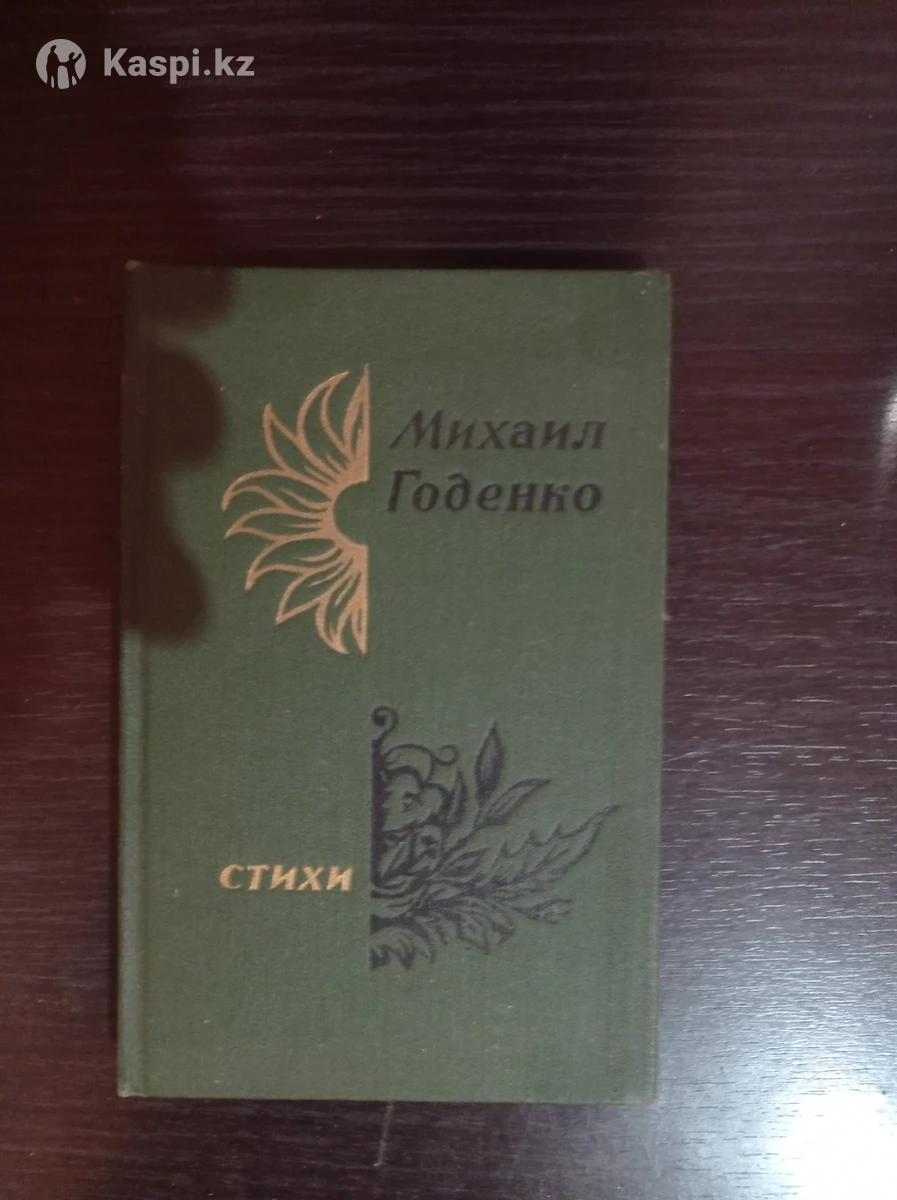 Kaspi.kz
Михаил
Годенко
стихи